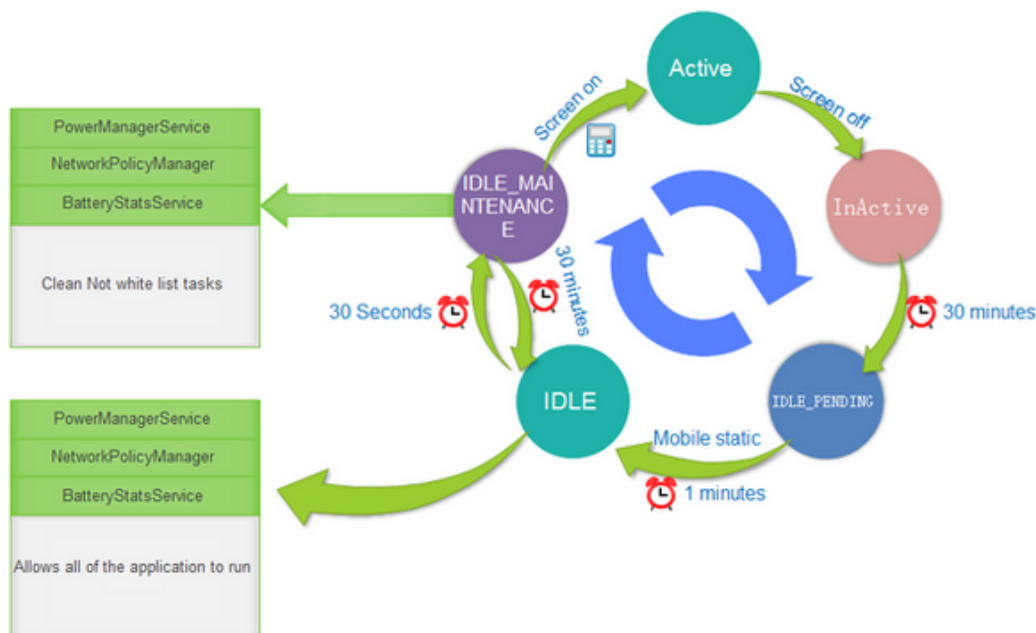 Active
Screen on
Screen off
PowerManagerService
NetworkPolicyManager
BatteryStatsService
Clean Not white list tasks
IDLE_MAI
NTENANC
E
InActive
30 Seconds
30 minutes
30 minutes
IDLE
IDLE_PENDING
Mobile static
1 minutes
PowerManagerService
NetworkPolicyManager
BatteryStatsService
Allows all of the application to run